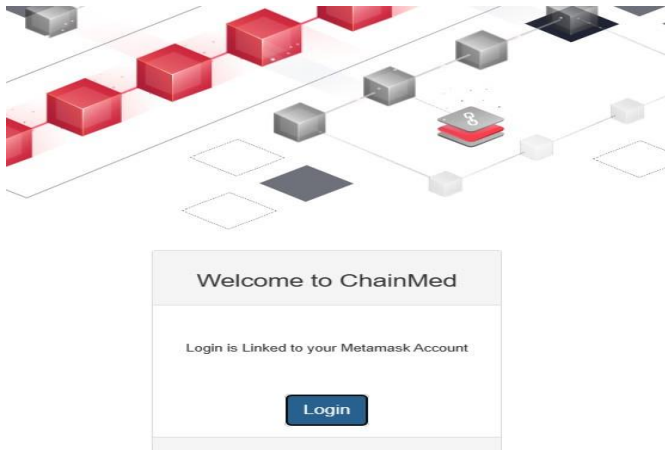 Welcome to ChainMed
Login is Linked to your Metamask Account
Login